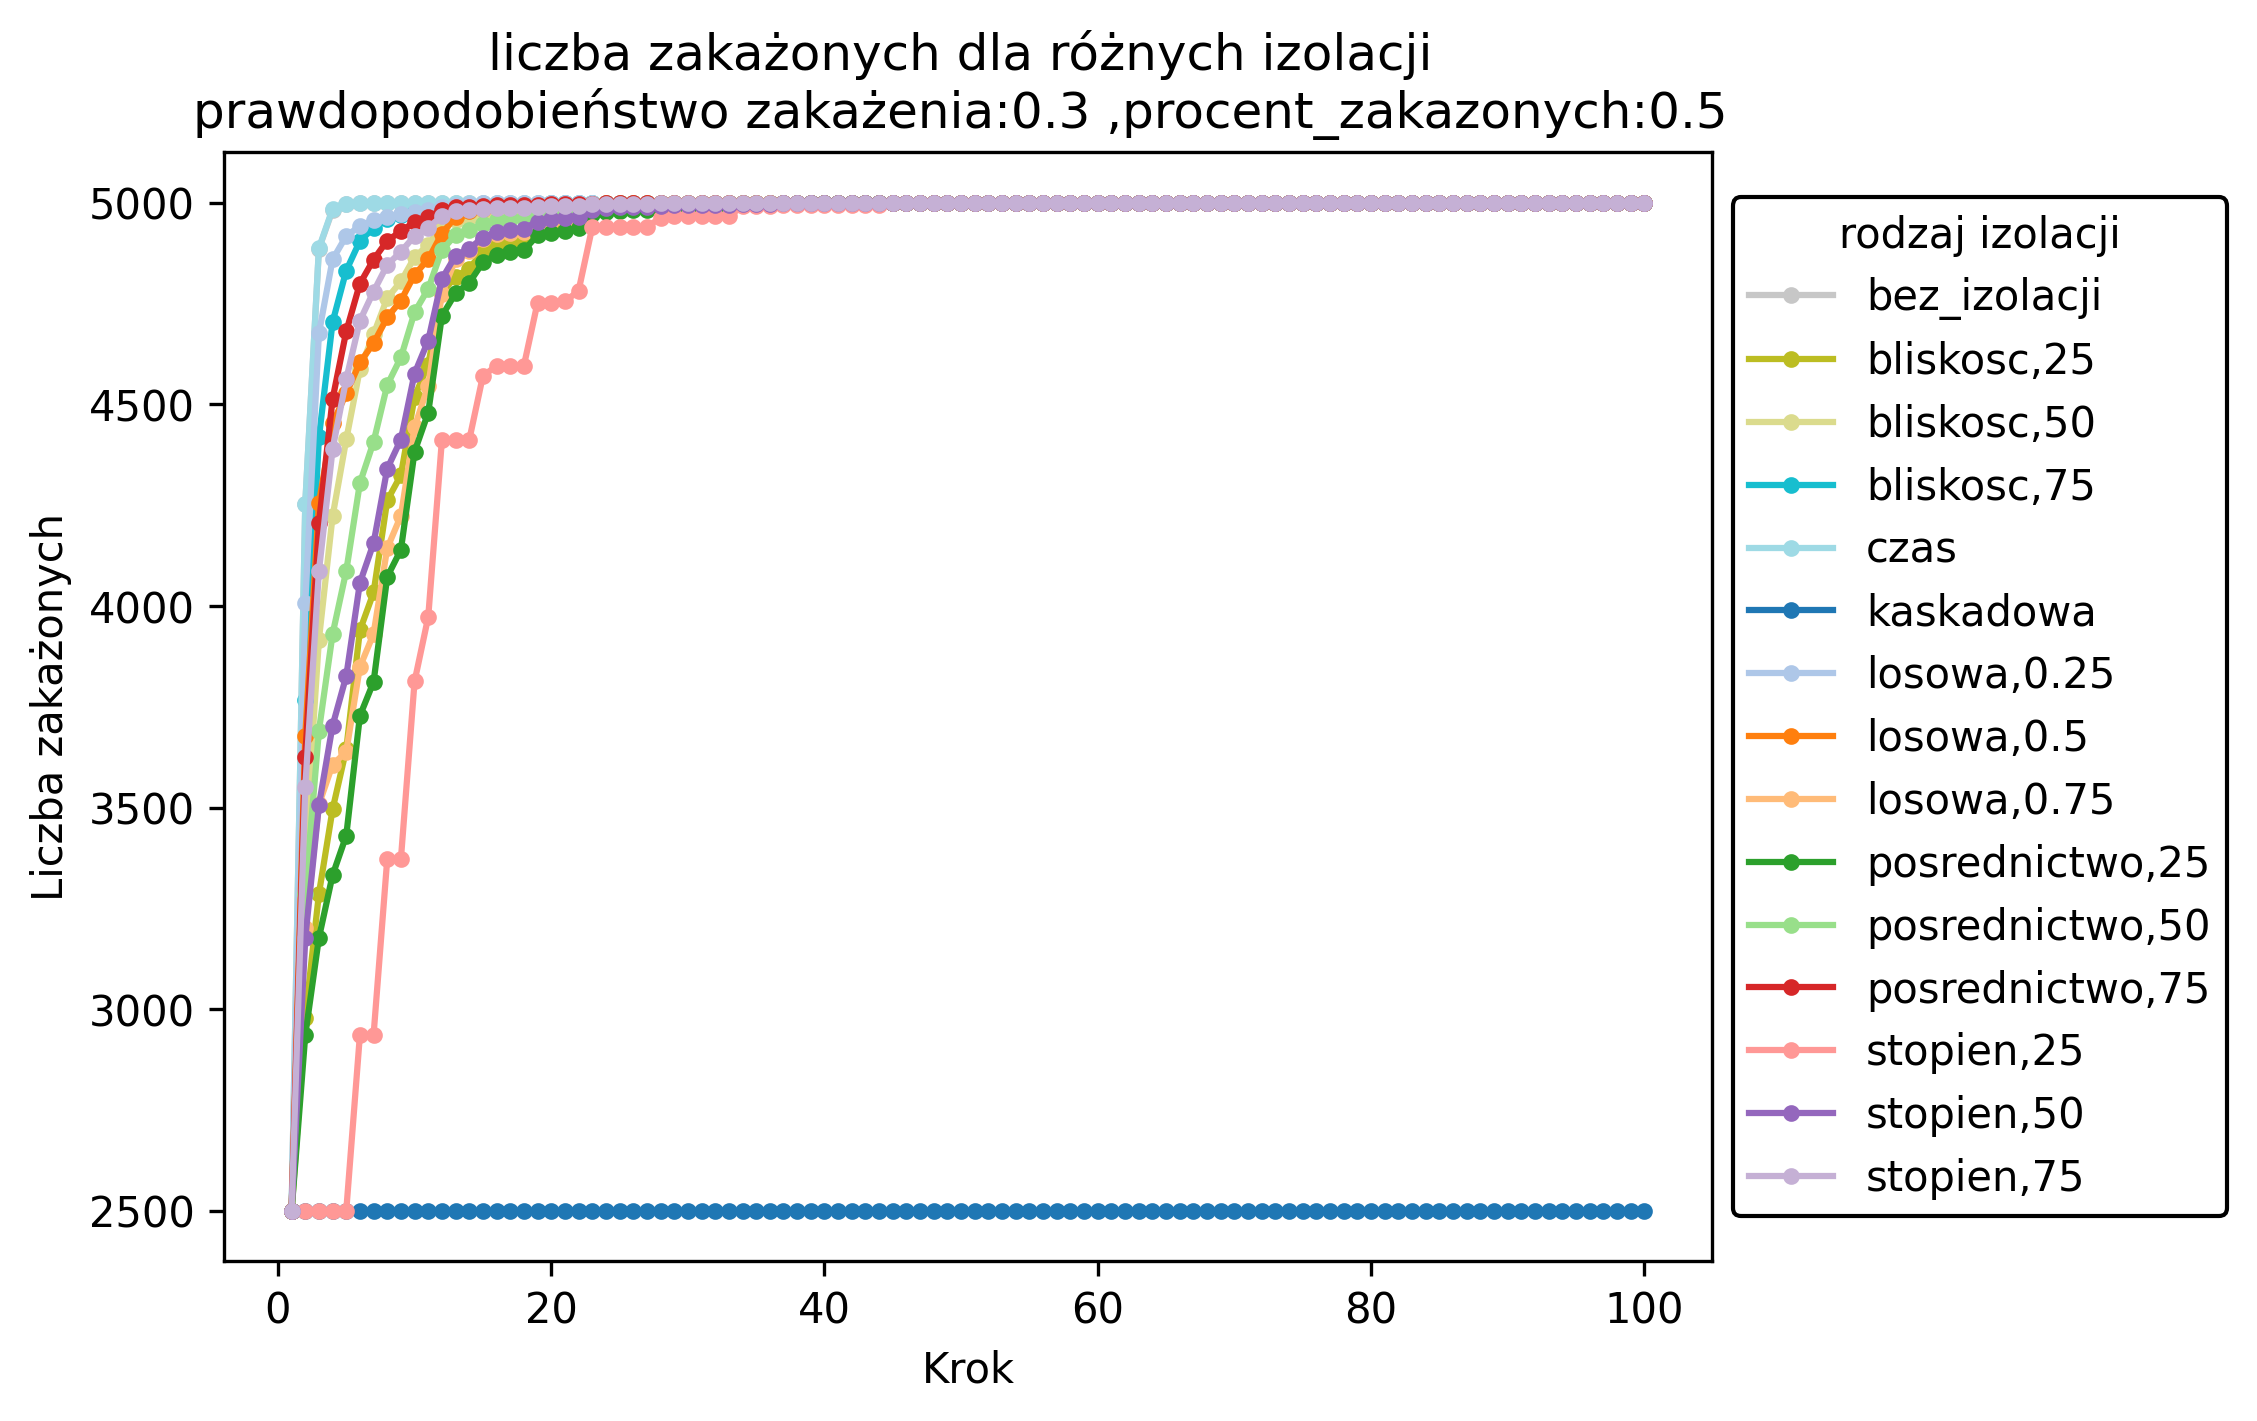 liczba zakażonych dla różnych izolacji
prawdopodobieństwo zakażenia:0.3 ,procent_zakazonych:0.5
5000
4500
4000
3500
3000
2500
Liczba zakażonych
0 20 40 60 80 100
Krok
rodzaj izolacji
bez_izolacji
bliskosc,25
bliskosc,50
bliskosc,75
czas
kaskadowa
losowa,0.25
losowa,0.5
losowa,0.75
posrednictwo,25
posrednictwo,50
posrednictwo,75
stopien,25
stopien,50
stopien,75